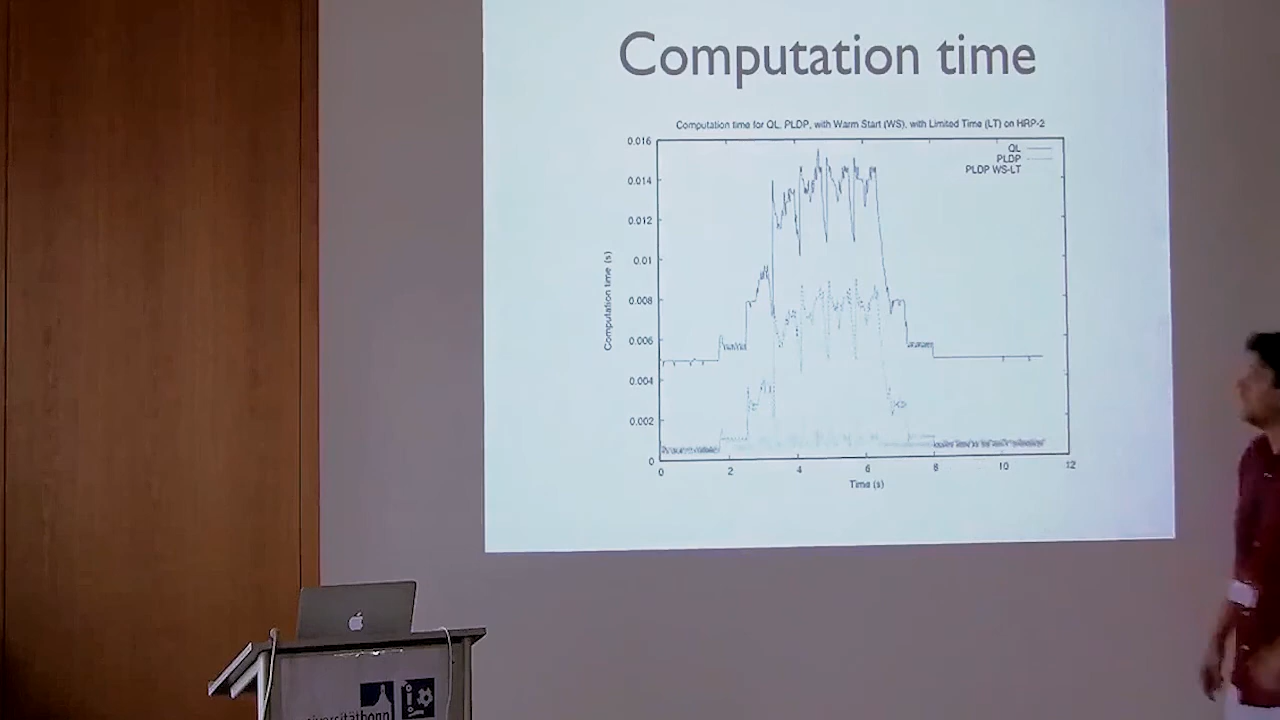 Computation time
Computation time for QL, PLDP, with Warm Start (WS), with Limited Time (LT) on HRP-2
QL
PLDP
PLDP WS-LT
0.016
0.014
0.012
0.01
0.008
0.006
0.004
0.002
0
Computation time (s)
0 2 4 6 8 10 12
Time (s)
universitätbonn